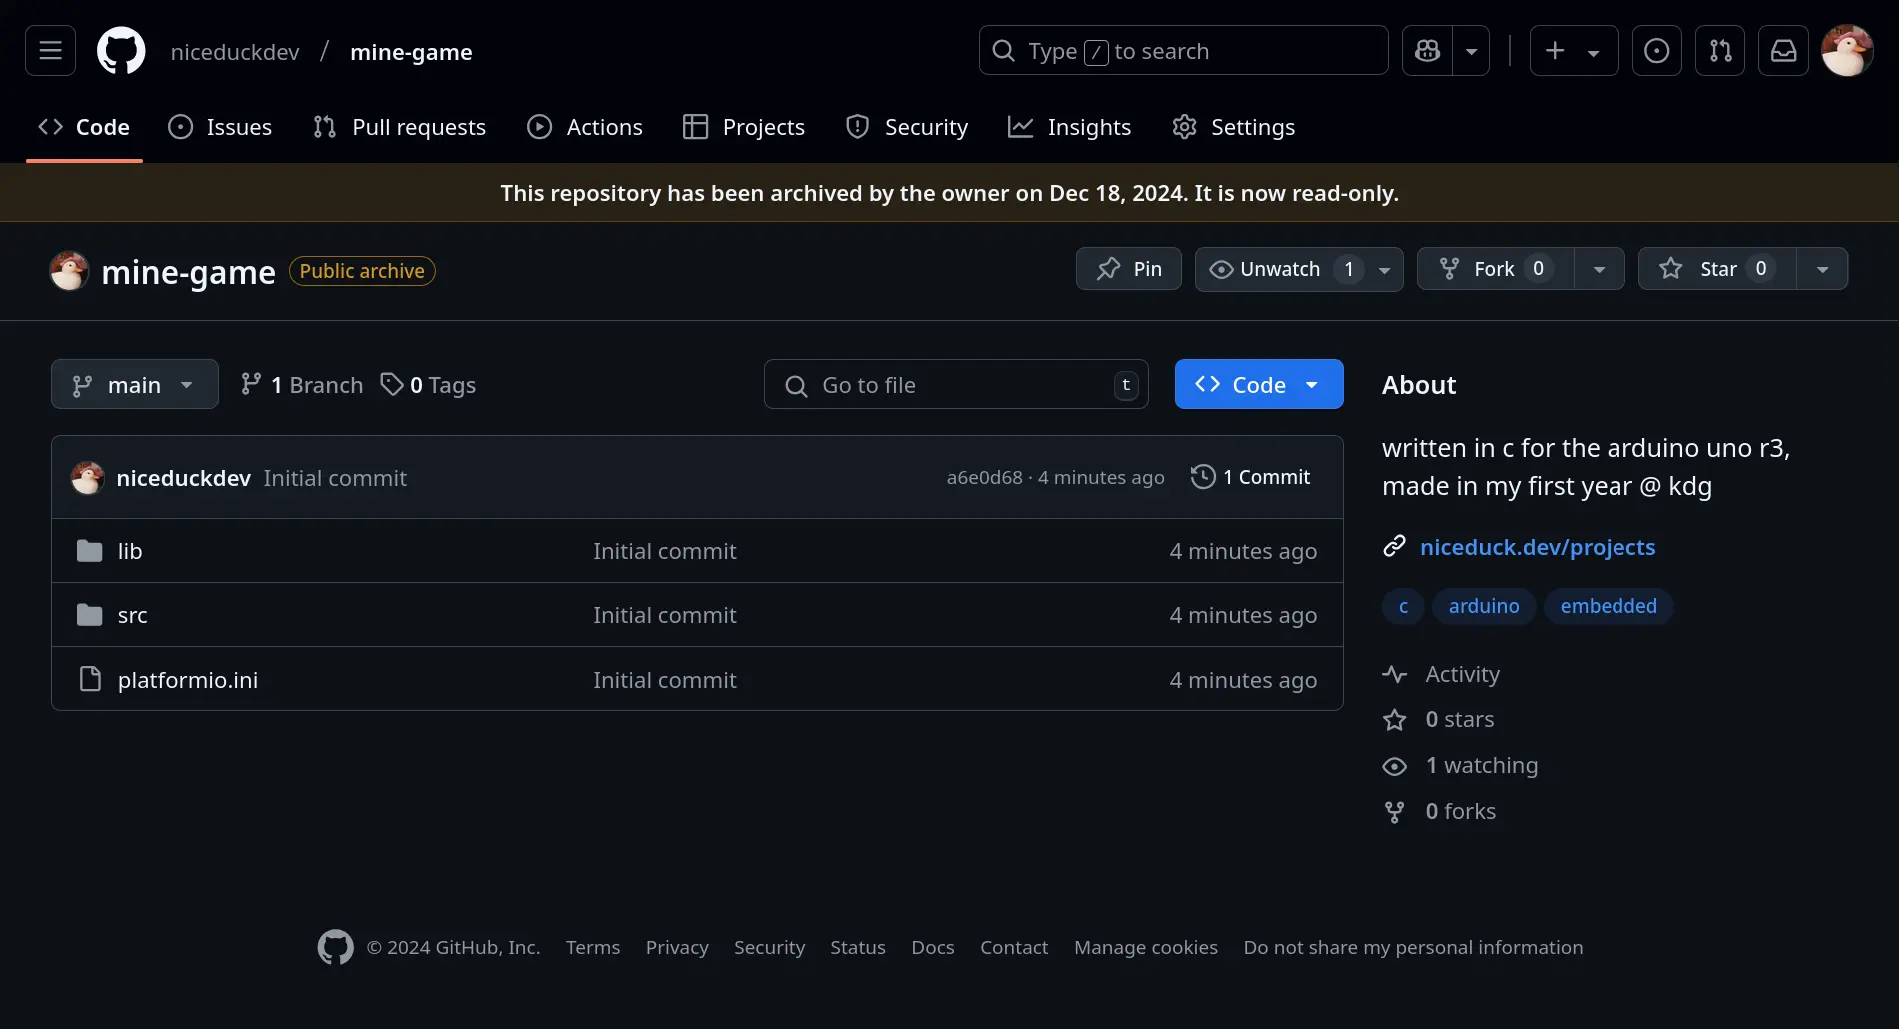 niceduckdev / mine-game
Type / to search
Code Issues Pull requests Actions Projects Security Insights Settings
This repository has been archived by the owner on Dec 18, 2024. It is now read-only.
mine-game Public archive
Pin Unwatch 1 Fork 0 Star 0
main 1 Branch 0 Tags
Go to file t
Code
niceduckdev Initial commit a6e0d68 · 4 minutes ago 1 Commit
lib Initial commit 4 minutes ago
src Initial commit 4 minutes ago
platformio.ini Initial commit 4 minutes ago
About
written in c for the arduino uno r3,
made in my first year @ kdg
niceduck.dev/projects
c arduino embedded
Activity
0 stars
1 watching
0 forks
© 2024 GitHub, Inc. Terms Privacy Security Status Docs Contact Manage cookies Do not share my personal information